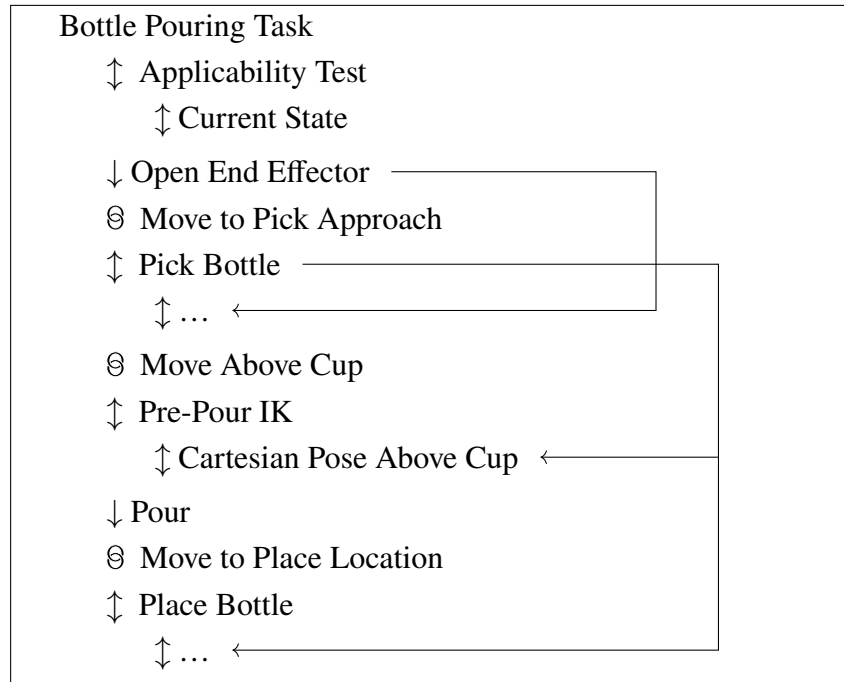 Bottle Pouring Task
↕ Applicability Test
↕ Current State
↓ Open End Effector
Move to Pick Approach
↕ Pick Bottle
↕ ...
Move Above Cup
↕ Pre-Pour IK
↕ Cartesian Pose Above Cup
↓ Pour
Move to Place Location
↕ Place Bottle
↕ ...